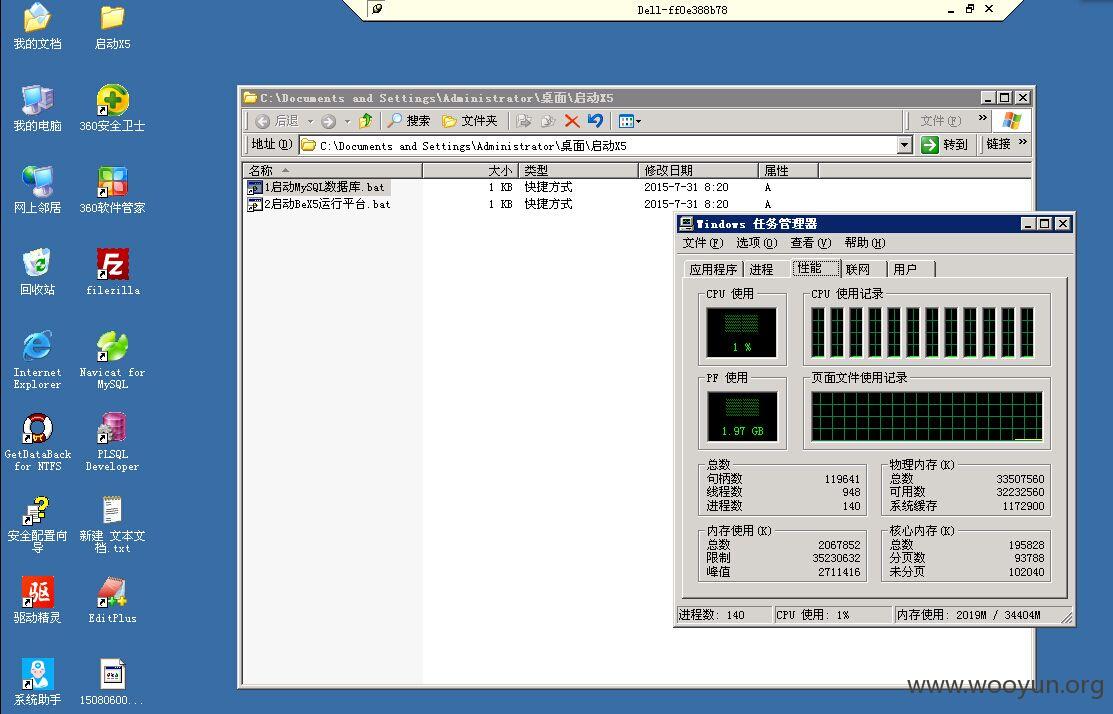 Dell-ff0e388b78
我的文档
启动X5
我的电脑
360安全卫士
网上邻居
360软件管家
回收站
filezilla
Internet Explorer
Navicat for MySQL
GetDataBack for NTFS
PLSQL Developer
安全配置向导
新建 文本文档.txt
驱动精灵
EditPlus
系统助手
15080600...
C:\Documents and Settings\Administrator\桌面\启动X5
后退 搜索 文件夹 文件(F) »
地址(D) C:\Documents and Settings\Administrator\桌面\启动X5 转到 链接 »
名称 大小 类型 修改日期 属性
1启动MySQL数据库.bat 1 KB 快捷方式 2015-7-31 8:20 A
2启动BeX5运行平台.bat 1 KB 快捷方式 2015-7-31 8:20 A
Windows 任务管理器
文件(F) 选项(O) 查看(V) 帮助(H)
应用程序 进程 性能 联网 用户
CPU 使用 CPU 使用记录
1 %
PF 使用 页面文件使用记录
1.97 GB
总数
句柄数 119641
线程数 948
进程数 140
物理内存(K)
总数 33507560
可用数 32232560
系统缓存 1172900
内存使用(K)
总数 2067852
限制 35230632
峰值 2711416
核心内存(K)
总数 195828
分页数 93788
未分页 102040
进程数: 140 CPU 使用: 1% 内存使用: 2019M / 34404M
www.wooyun.org